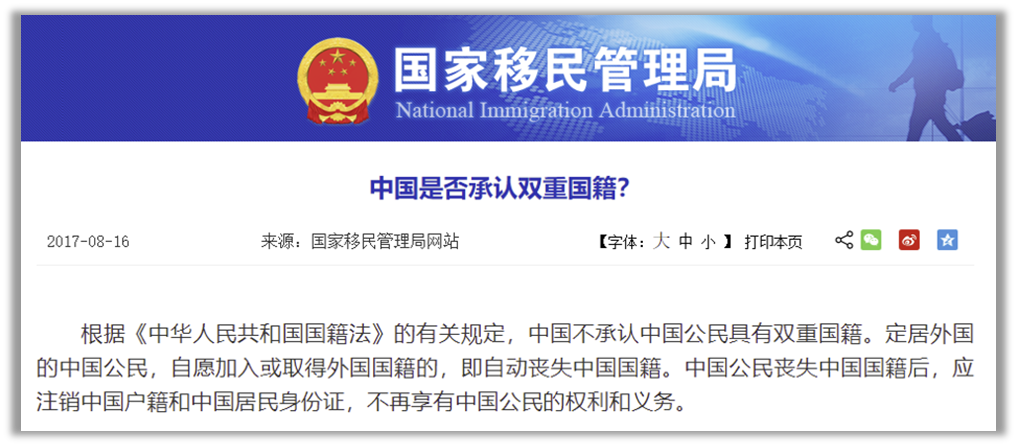 国家移民管理局
National Immigration Administration
中国是否承认双重国籍？
2017-08-16 来源：国家移民管理局网站 【字体：大 中 小 】 打印本页
根据《中华人民共和国国籍法》的有关规定，中国不承认中国公民具有双重国籍。定居外国
的中国公民，自愿加入或取得外国国籍的，即自动丧失中国国籍。中国公民丧失中国国籍后，应
注销中国户籍和中国居民身份证，不再享有中国公民的权利和义务。